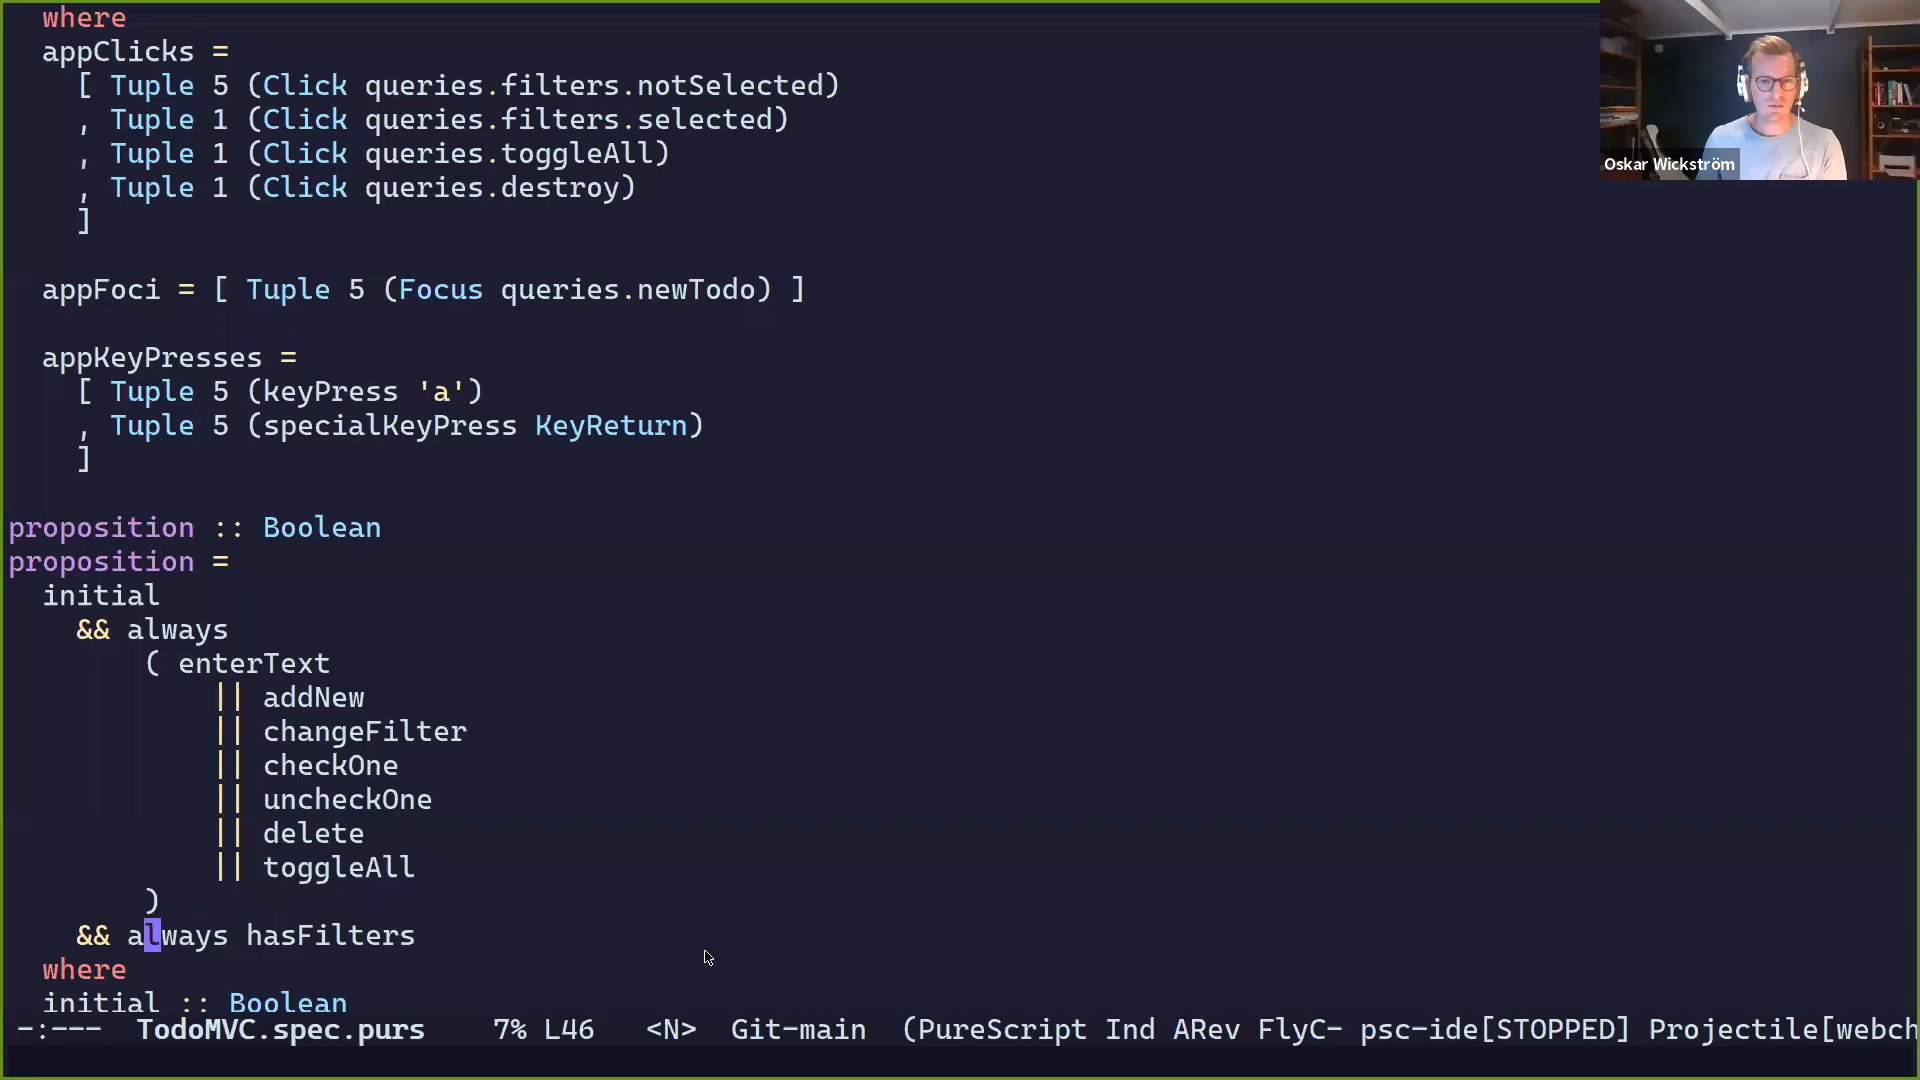 where
appClicks =
[ Tuple 5 (Click queries.filters.notSelected)
, Tuple 1 (Click queries.filters.selected)
, Tuple 1 (Click queries.toggleAll)
, Tuple 1 (Click queries.destroy)
]
appFoci = [ Tuple 5 (Focus queries.newTodo) ]
appKeyPresses =
[ Tuple 5 (keyPress 'a')
, Tuple 5 (specialKeyPress KeyReturn)
]
proposition :: Boolean
proposition =
initial
&& always
( enterText
|| addNew
|| changeFilter
|| checkOne
|| uncheckOne
|| delete
|| toggleAll
)
&& always hasFilters
where
initial :: Boolean
-:--- TodoMVC.spec.purs 7% L46 <N> Git-main (PureScript Ind ARev FlyC- psc-ide[STOPPED] Projectile[webch
Oskar Wickström